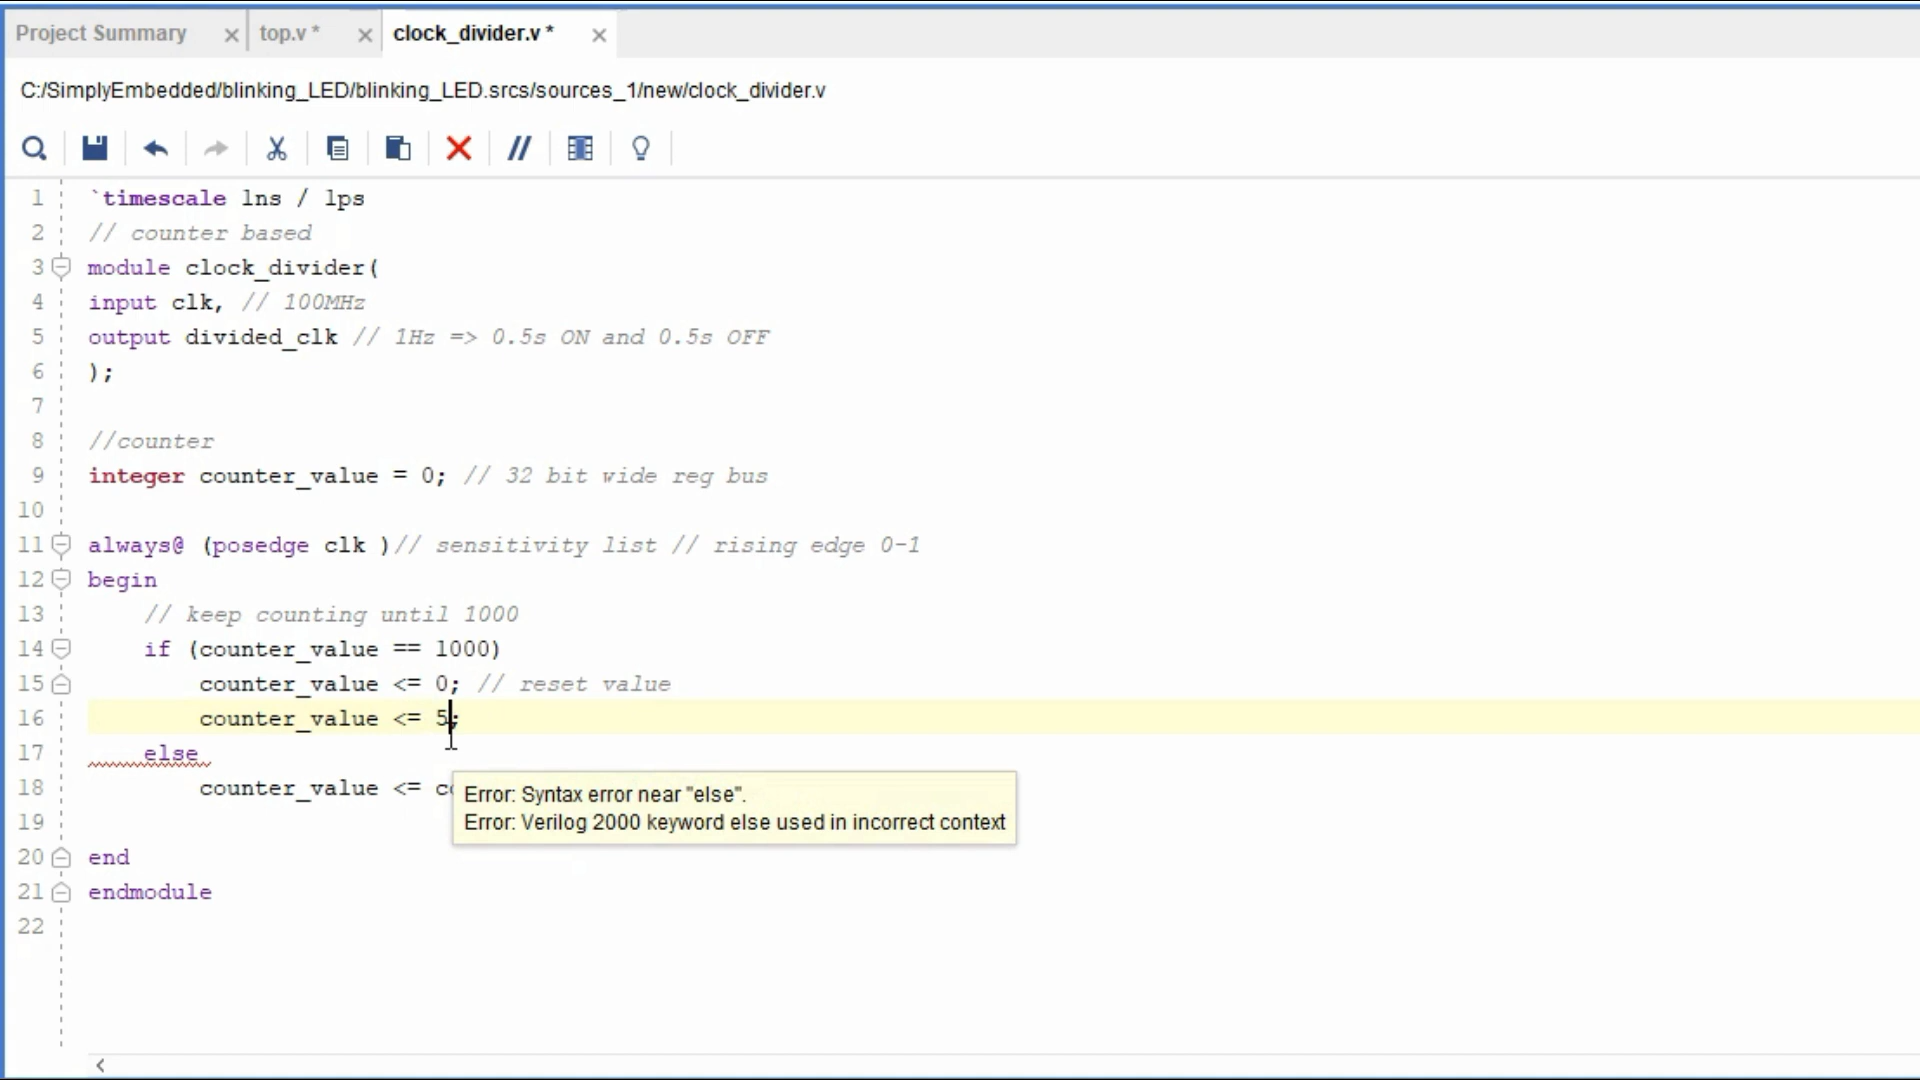 Project Summary
top.v *
clock_divider.v *
C:/SimplyEmbedded/blinking_LED/blinking_LED.srcs/sources_1/new/clock_divider.v
1 `timescale 1ns / 1ps
2 // counter based
3 module clock_divider(
4 input clk, // 100MHz
5 output divided_clk // 1Hz => 0.5s ON and 0.5s OFF
6 );
7
8 //counter
9 integer counter_value = 0; // 32 bit wide reg bus
10
11 always@ (posedge clk )// sensitivity list // rising edge 0-1
12 begin
13 // keep counting until 1000
14 if (counter_value == 1000)
15 counter_value <= 0; // reset value
16 counter_value <= 5;
17 else
18 counter_value <=
Error: Syntax error near "else".
Error: Verilog 2000 keyword else used in incorrect context
19
20 end
21 endmodule
22